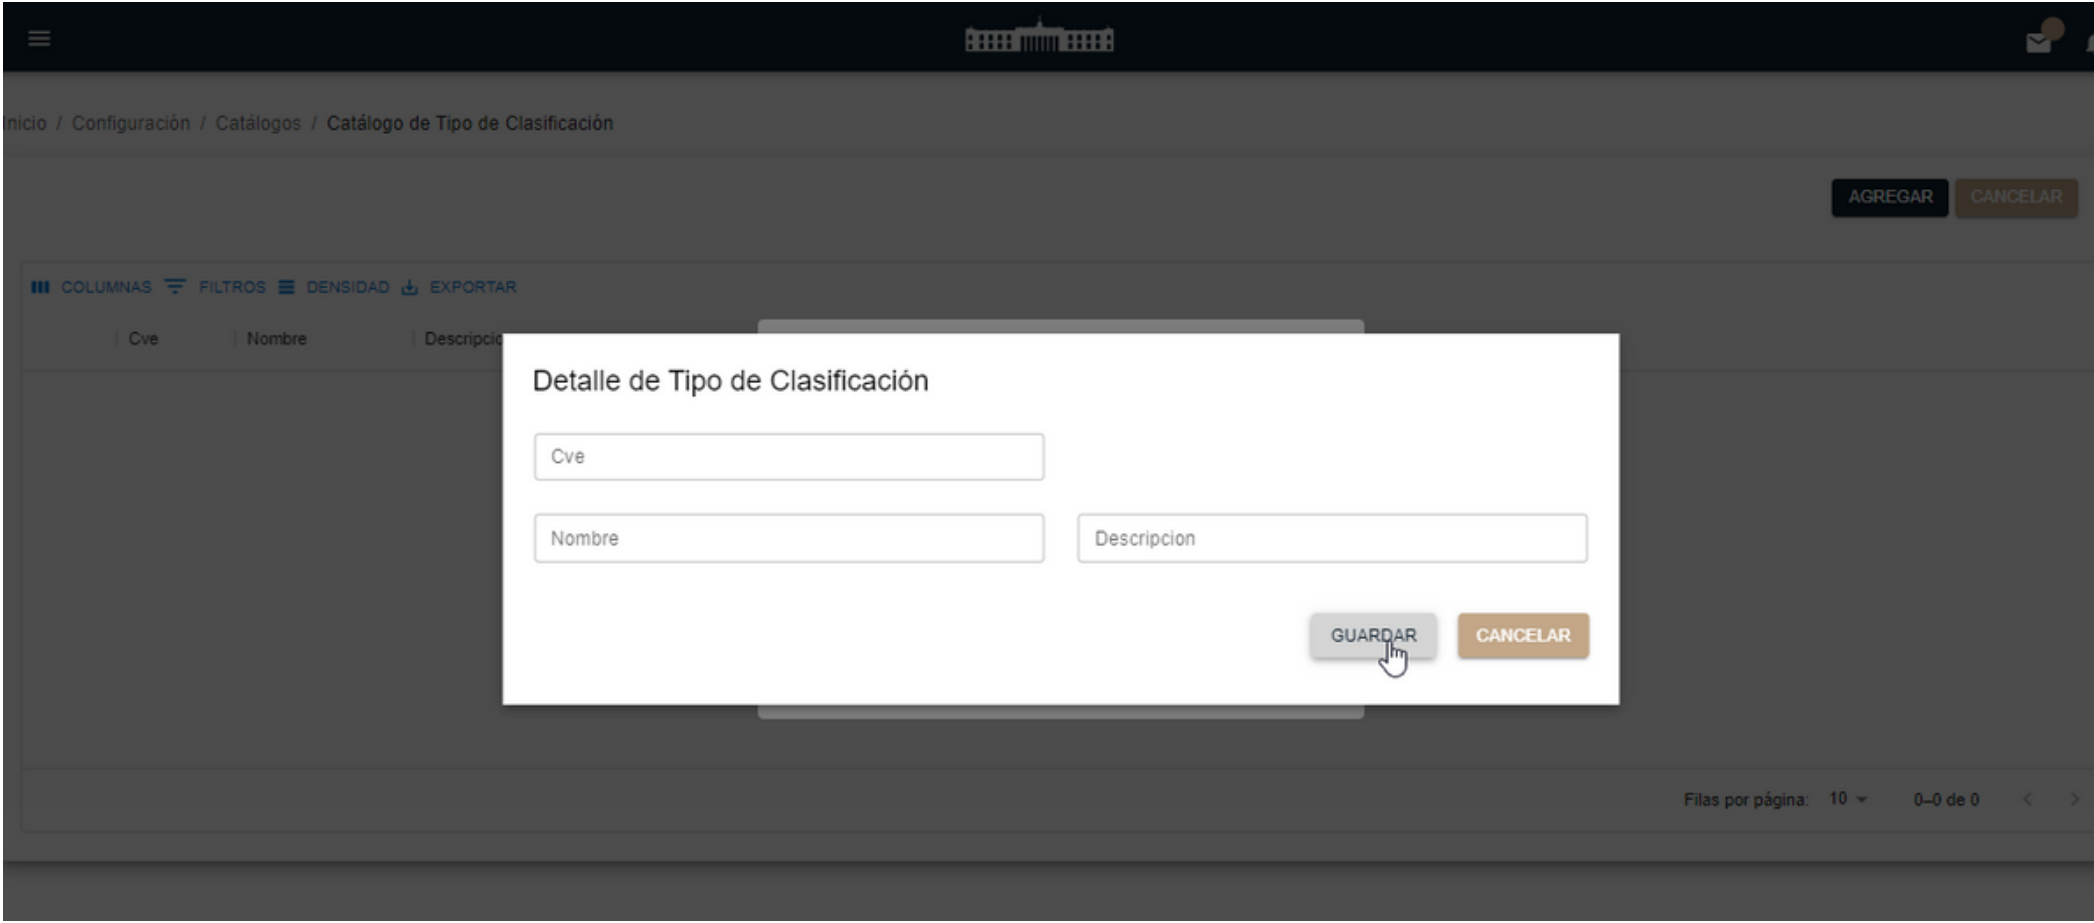 Inicio / Configuración / Catálogos / Catálogo de Tipo de Clasificación
AGREGAR CANCELAR
COLUMNAS FILTROS DENSIDAD EXPORTAR
Cve Nombre Descripcio
Detalle de Tipo de Clasificación
Cve
Nombre Descripcion
GUARDAR CANCELAR
Filas por página: 10 0–0 de 0